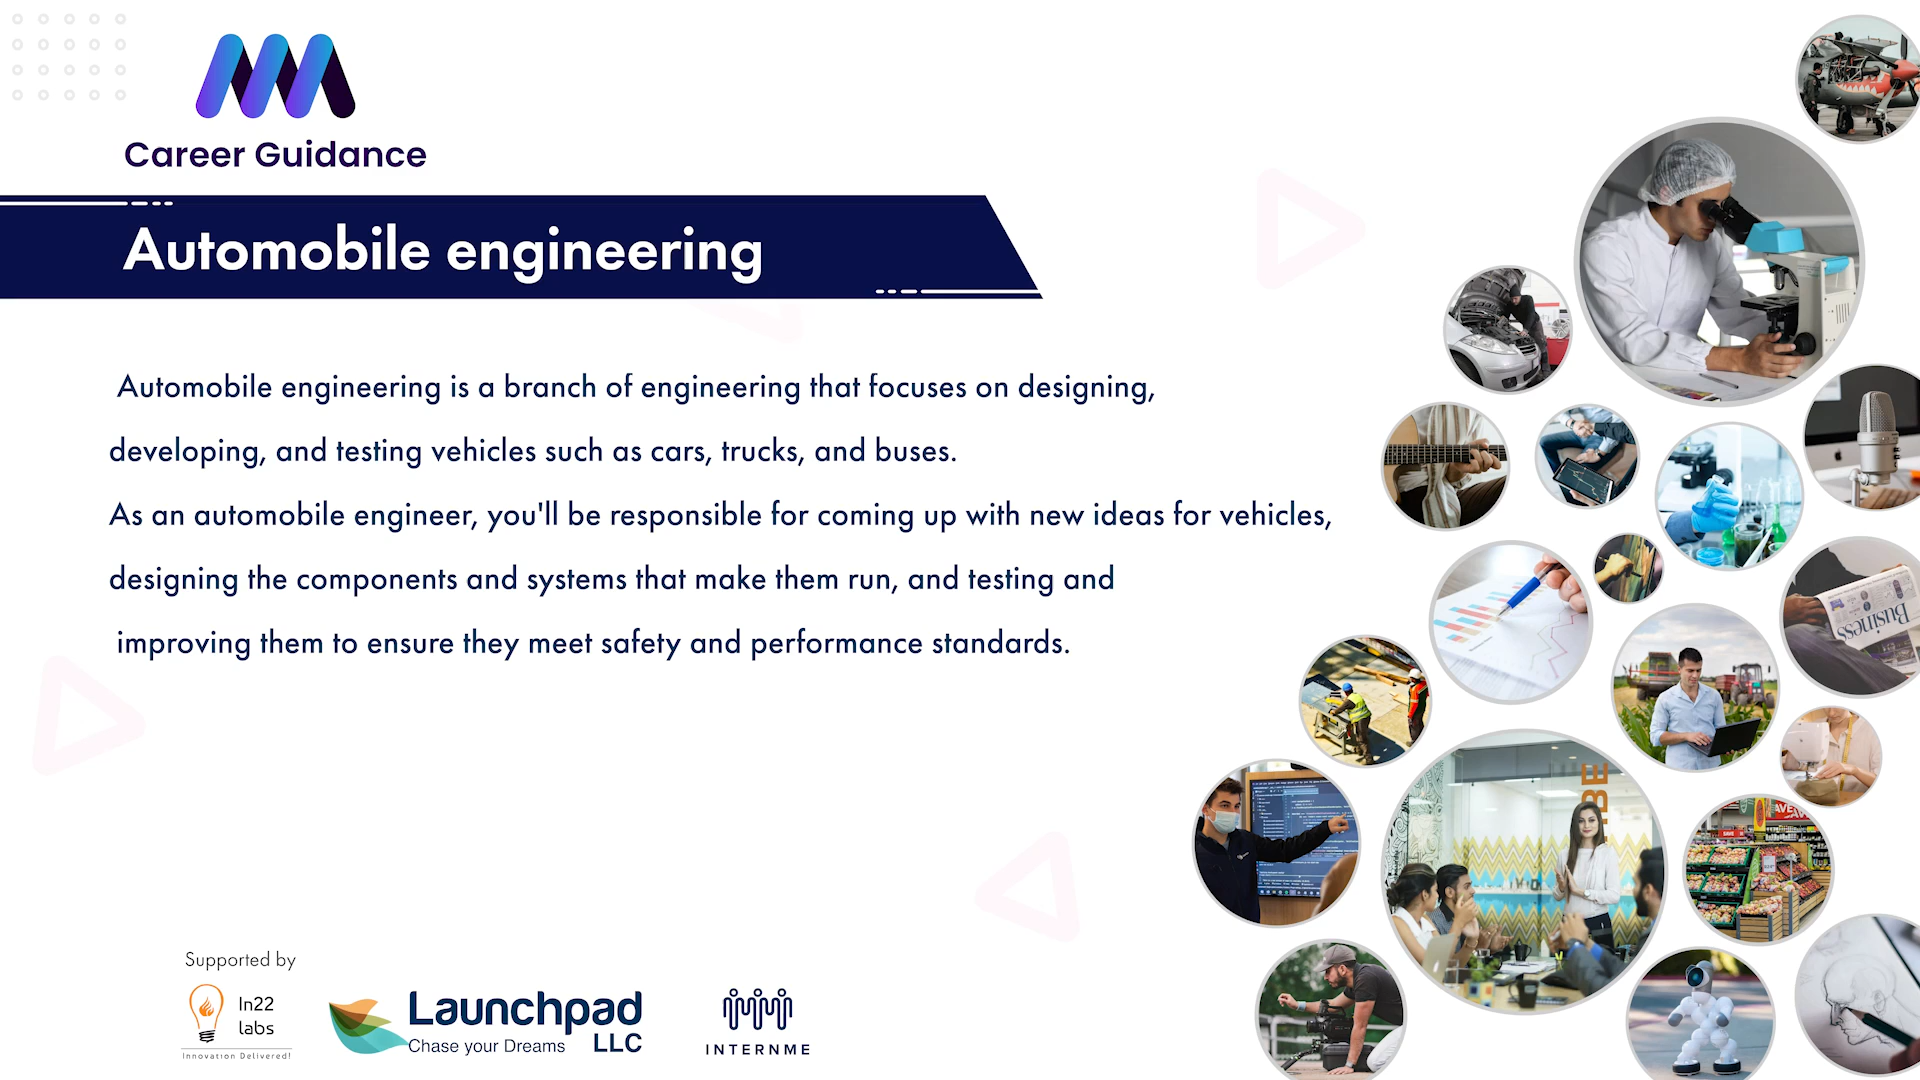 Career Guidance
Automobile engineering
Automobile engineering is a branch of engineering that focuses on designing,
developing, and testing vehicles such as cars, trucks, and buses.
As an automobile engineer, you'll be responsible for coming up with new ideas for vehicles,
designing the components and systems that make them run, and testing and
improving them to ensure they meet safety and performance standards.
Business
SAVE
Supported by
In22
labs
Innovation Delivered!
Launchpad
LLC
Chase your Dreams
INTERNME